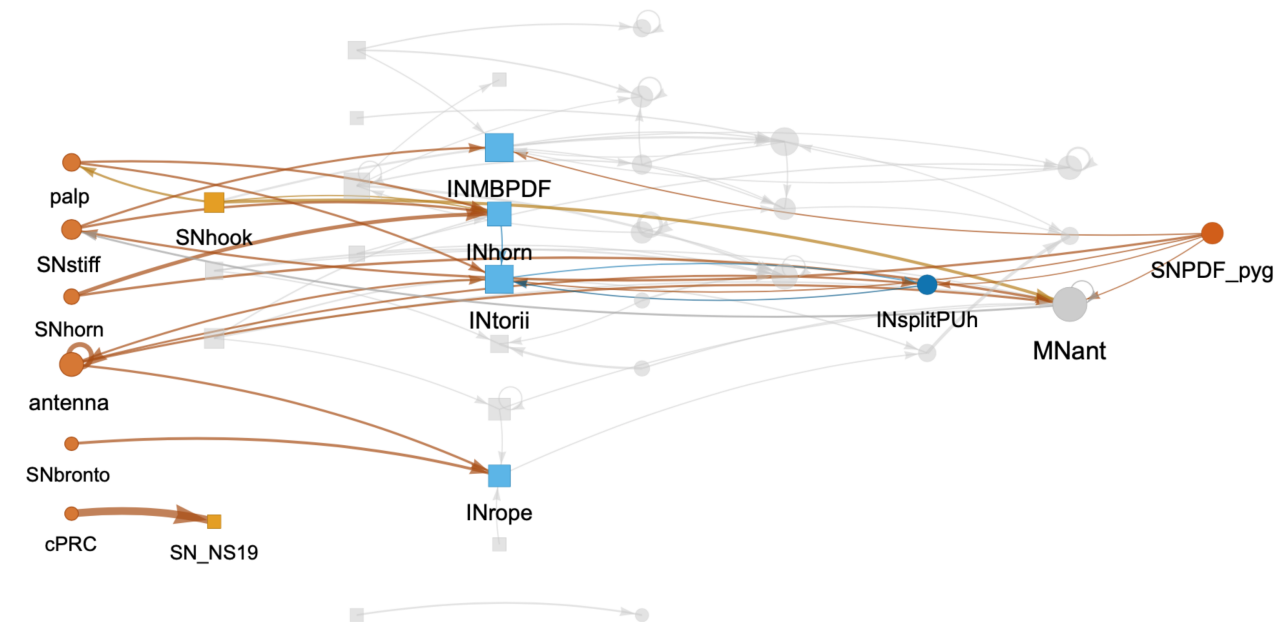 palp
SNhook
INMBPDF
SNstiff
INhorn
SNPDF_pyg
SNhorn
INtorii
INsplitPUh
MNant
antenna
SNbronto
INrope
cPRC
SN_NS19